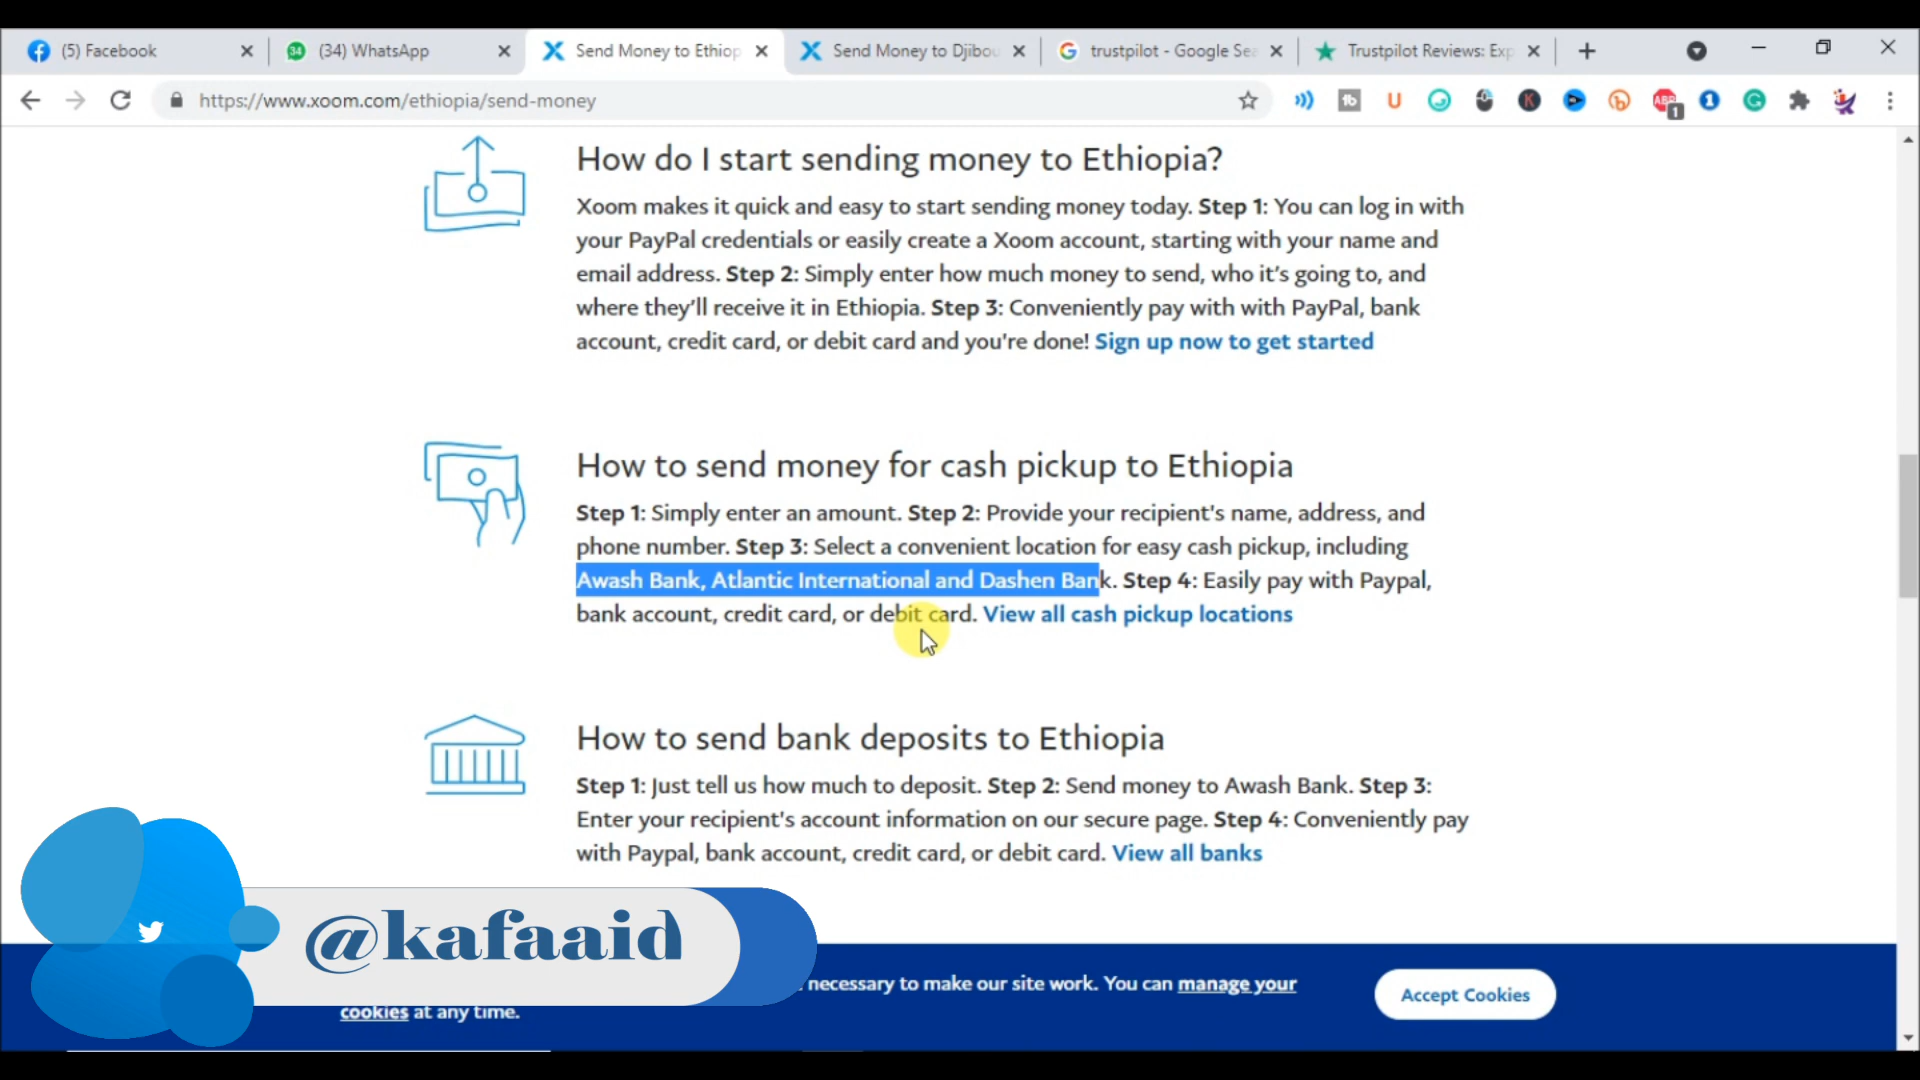 (5) Facebook
34
(34) WhatsApp
Send Money to Ethiop
Send Money to Djibou
trustpilot - Google Sea
Trustpilot Reviews: Exp
https://www.xoom.com/ethiopia/send-money
tb
U
K
b
ABP
1
1
G
How do I start sending money to Ethiopia?
Xoom makes it quick and easy to start sending money today. Step 1: You can log in with
your PayPal credentials or easily create a Xoom account, starting with your name and
email address. Step 2: Simply enter how much money to send, who it's going to, and
where they'll receive it in Ethiopia. Step 3: Conveniently pay with with PayPal, bank
account, credit card, or debit card and you're done! Sign up now to get started
How to send money for cash pickup to Ethiopia
Step 1: Simply enter an amount. Step 2: Provide your recipient's name, address, and
phone number. Step 3: Select a convenient location for easy cash pickup, including
Awash Bank, Atlantic International and Dashen Bank. Step 4: Easily pay with Paypal,
bank account, credit card, or debit card. View all cash pickup locations
How to send bank deposits to Ethiopia
Step 1: Just tell us how much to deposit. Step 2: Send money to Awash Bank. Step 3:
Enter your recipient's account information on our secure page. Step 4: Conveniently pay
with Paypal, bank account, credit card, or debit card. View all banks
@kafaaid
necessary to make our site work. You can manage your
cookies at any time.
Accept Cookies